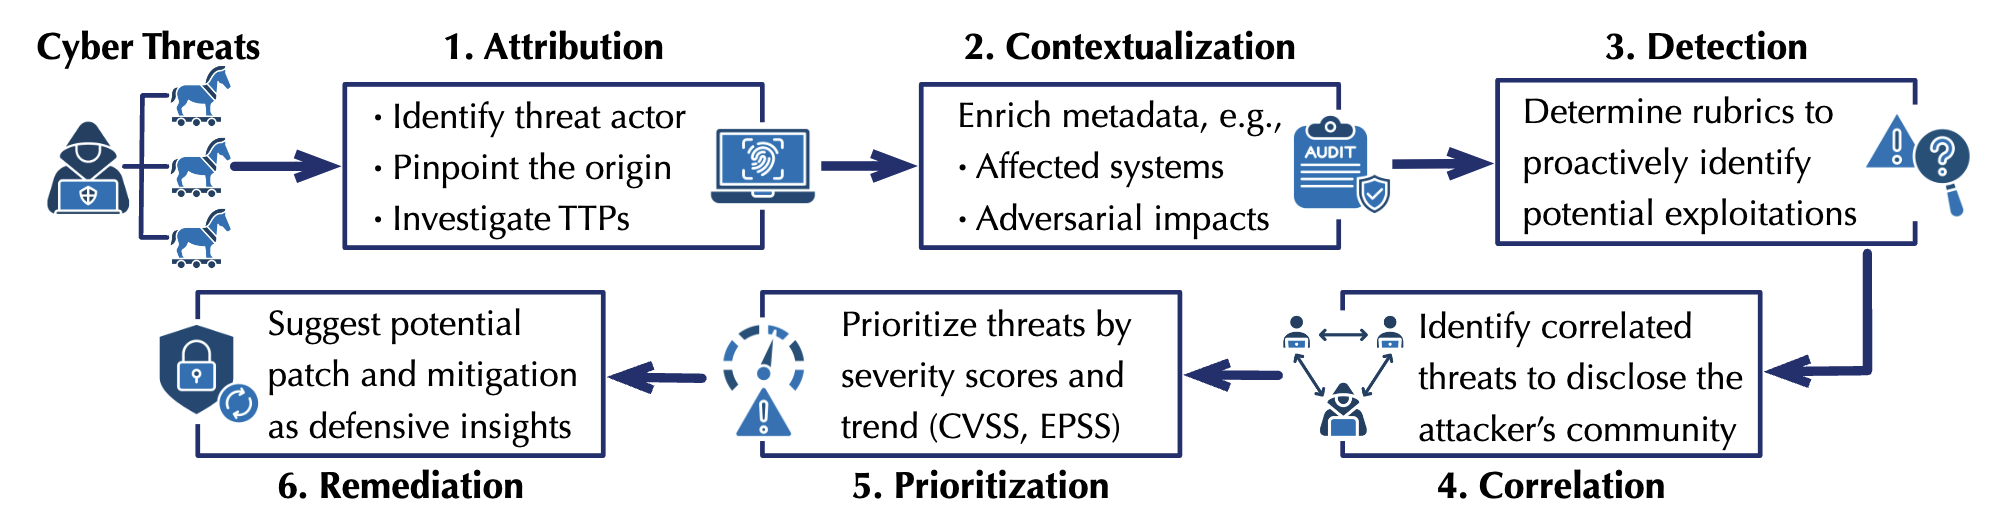 Cyber Threats
1. Attribution
• Identify threat actor
• Pinpoint the origin
• Investigate TTPs
2. Contextualization
Enrich metadata, e.g.,
• Affected systems
• Adversarial impacts
AUDIT
3. Detection
Determine rubrics to
proactively identify
potential exploitations
Identify correlated
threats to disclose the
attacker's community
4. Correlation
Prioritize threats by
severity scores and
trend (CVSS, EPSS)
5. Prioritization
Suggest potential
patch and mitigation
as defensive insights
6. Remediation